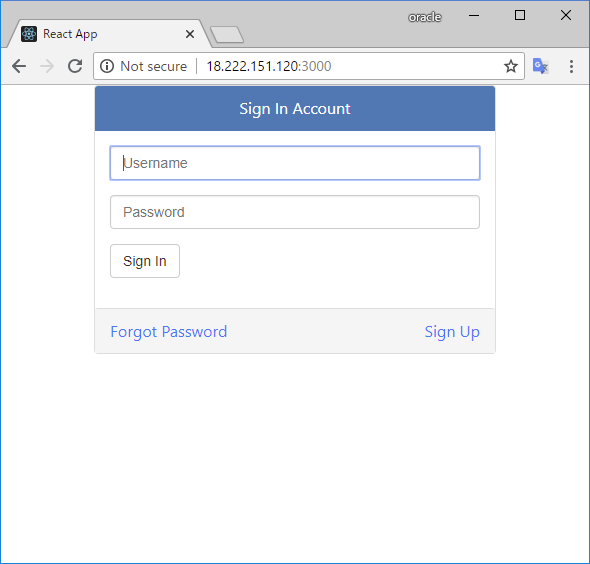 oracle
React App
Not secure 18.222.151.120:3000
Sign In Account
Username
Password
Sign In
Forgot Password Sign Up